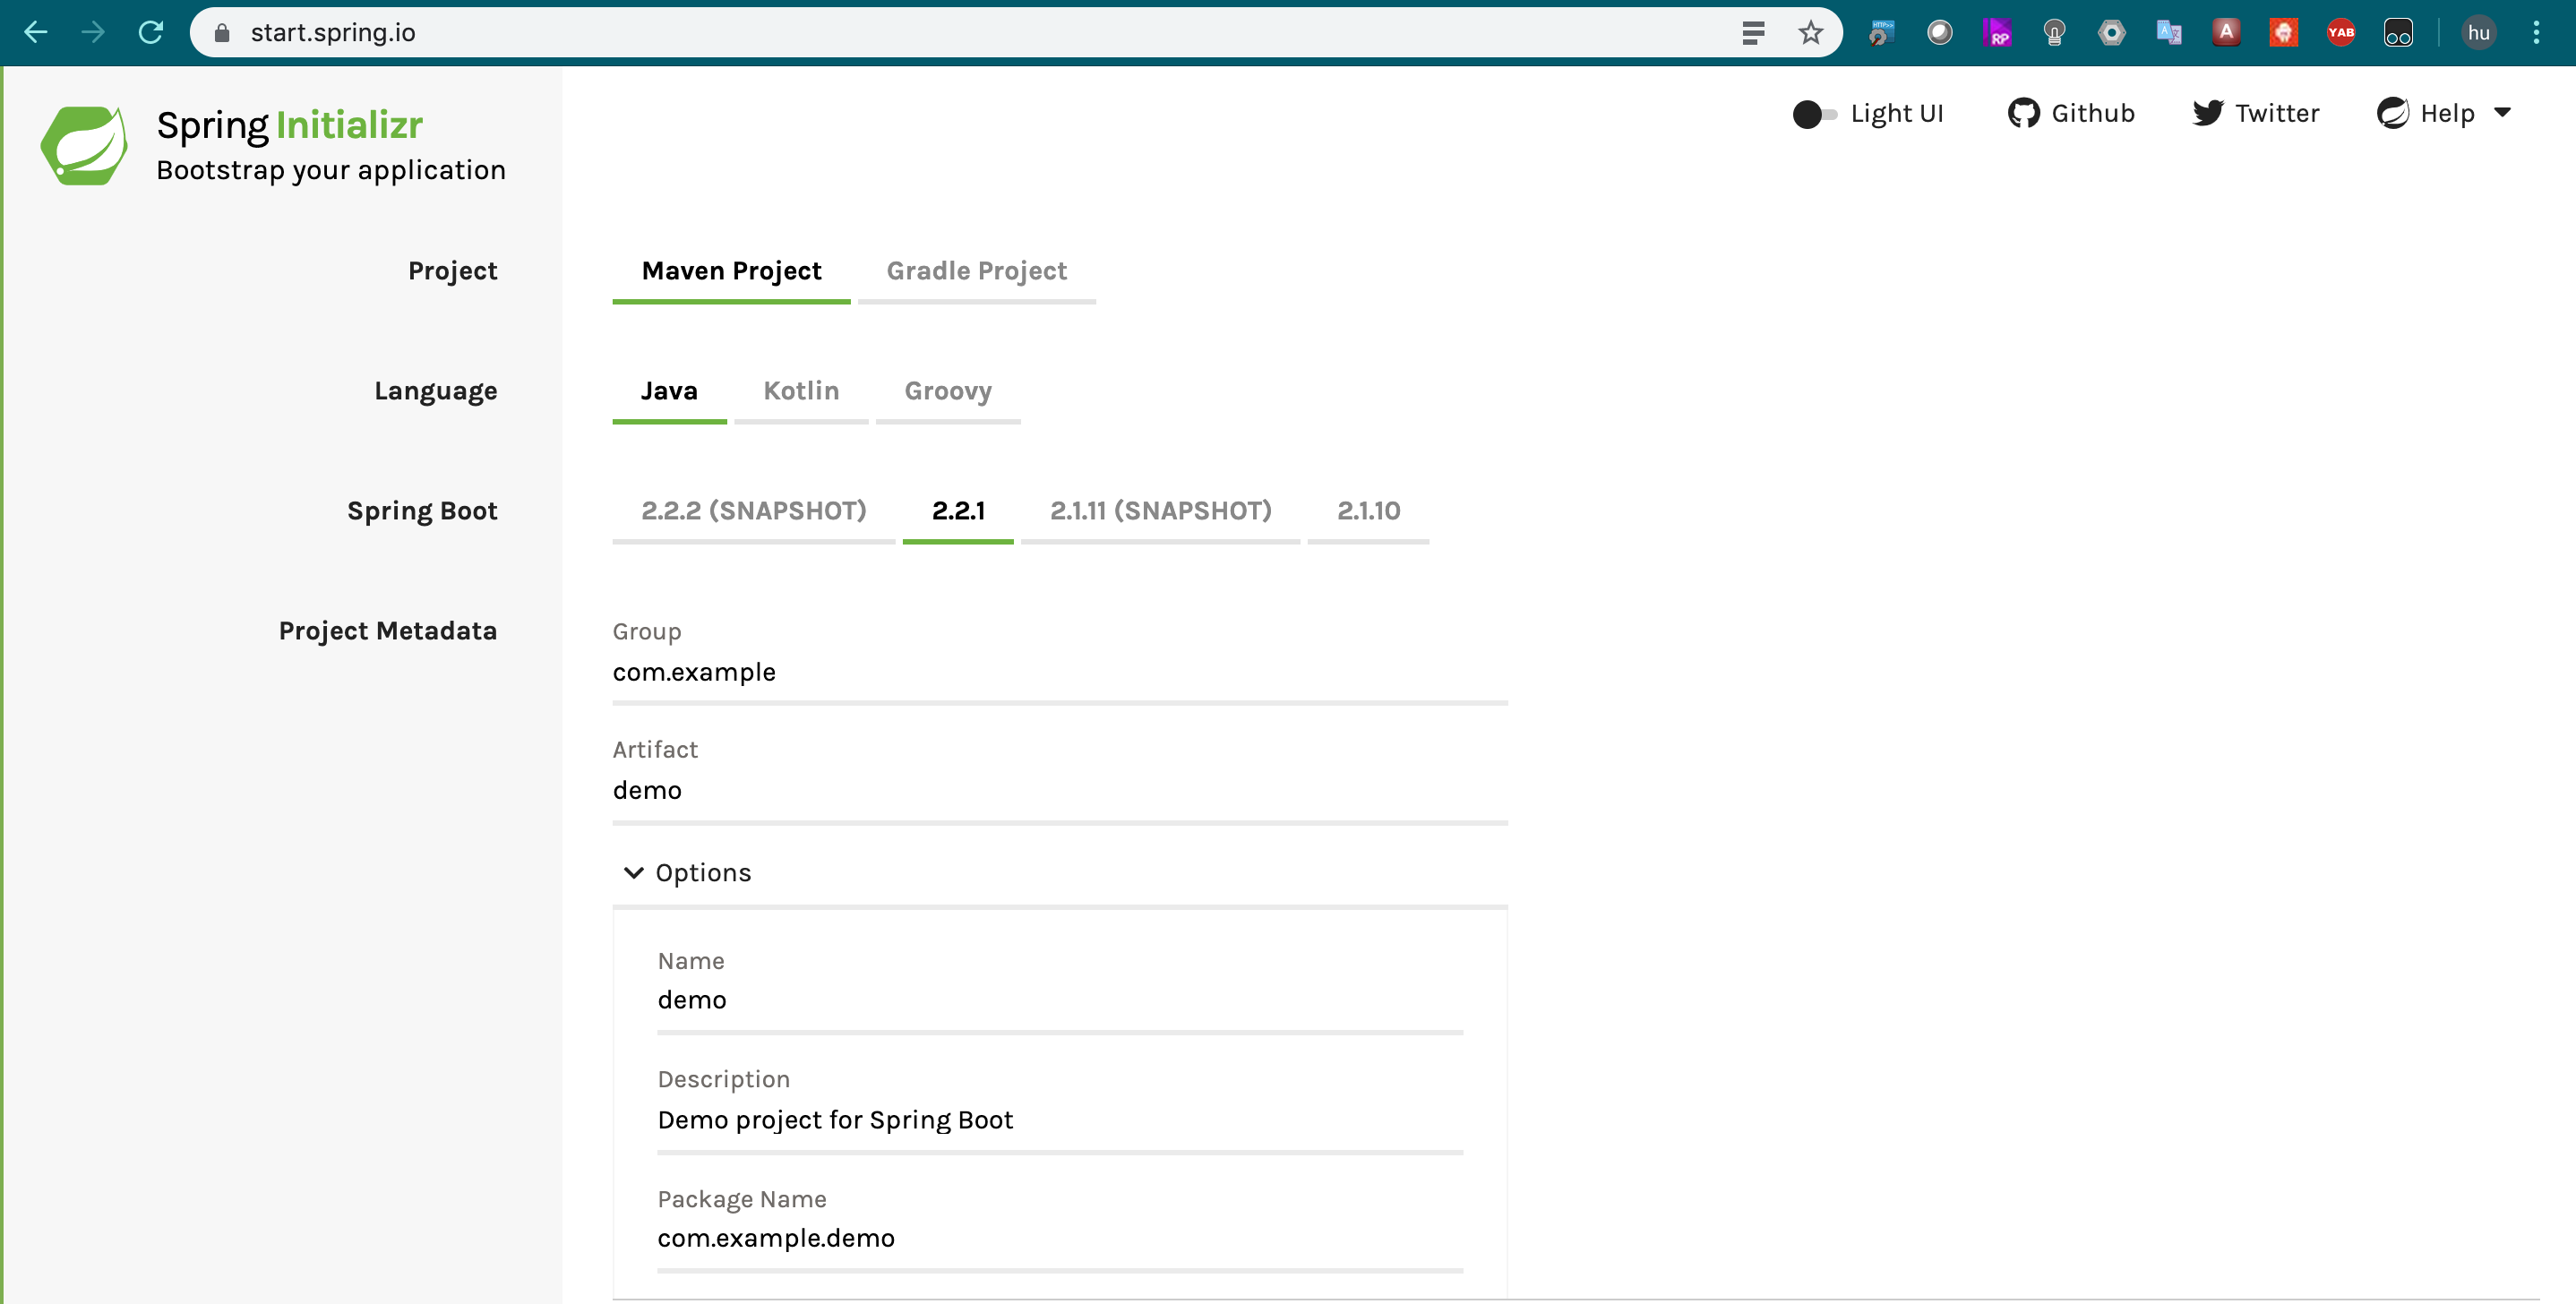 start.spring.io
HTTP>>
RP
A
YAB
hu
Spring Initializr
Bootstrap your application
Light UI
Github
Twitter
Help
Project
Maven Project
Gradle Project
Language
Java
Kotlin
Groovy
Spring Boot
2.2.2 (SNAPSHOT)
2.2.1
2.1.11 (SNAPSHOT)
2.1.10
Project Metadata
Group
com.example
Artifact
demo
Options
Name
demo
Description
Demo project for Spring Boot
Package Name
com.example.demo